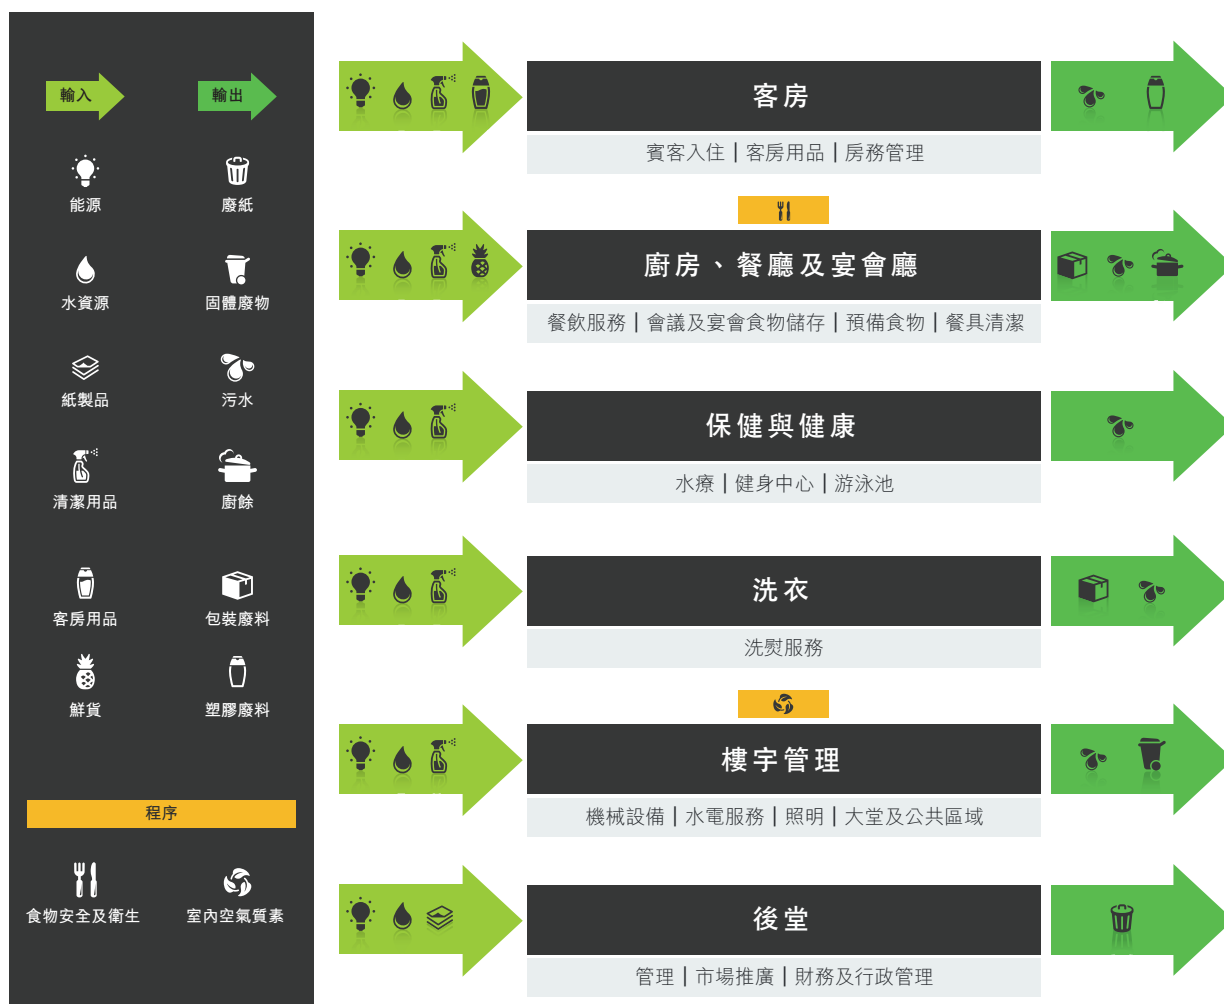 輸入
輸出
能源
廢紙
水資源
固體廢物
紙製品
污水
清潔用品
廚餘
客房用品
包裝廢料
鮮貨
塑膠廢料
程序
食物安全及衛生
室內空氣質素
客房
賓客入住 | 客房用品 | 房務管理
廚房、餐廳及宴會廳
餐飲服務 | 會議及宴會食物儲存 | 預備食物 | 餐具清潔
保健與健康
水療 | 健身中心 | 游泳池
洗衣
洗熨服務
樓宇管理
機械設備 | 水電服務 | 照明 | 大堂及公共區域
後堂
管理 | 市場推廣 | 財務及行政管理